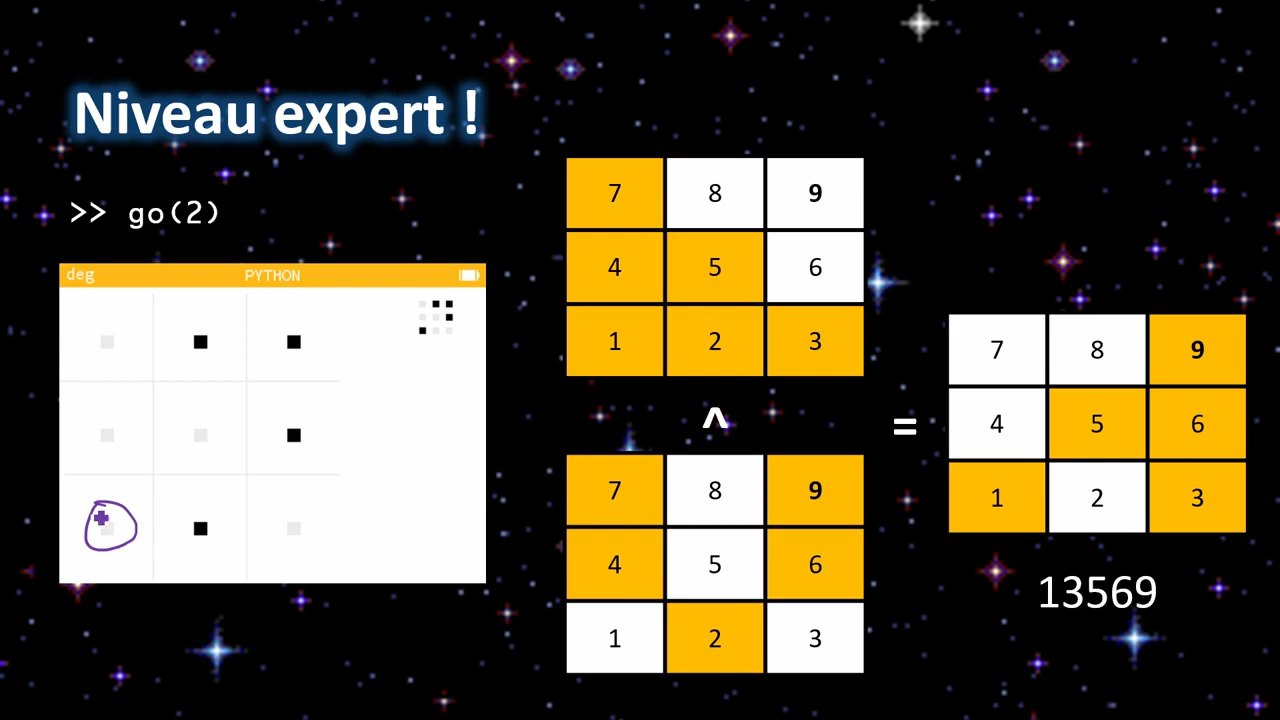 Niveau expert !
>> go(2)
deg PYTHON
7 8 9
4 5 6
1 2 3
^
7 8 9
4 5 6
1 2 3
=
7 8 9
4 5 6
1 2 3
13569